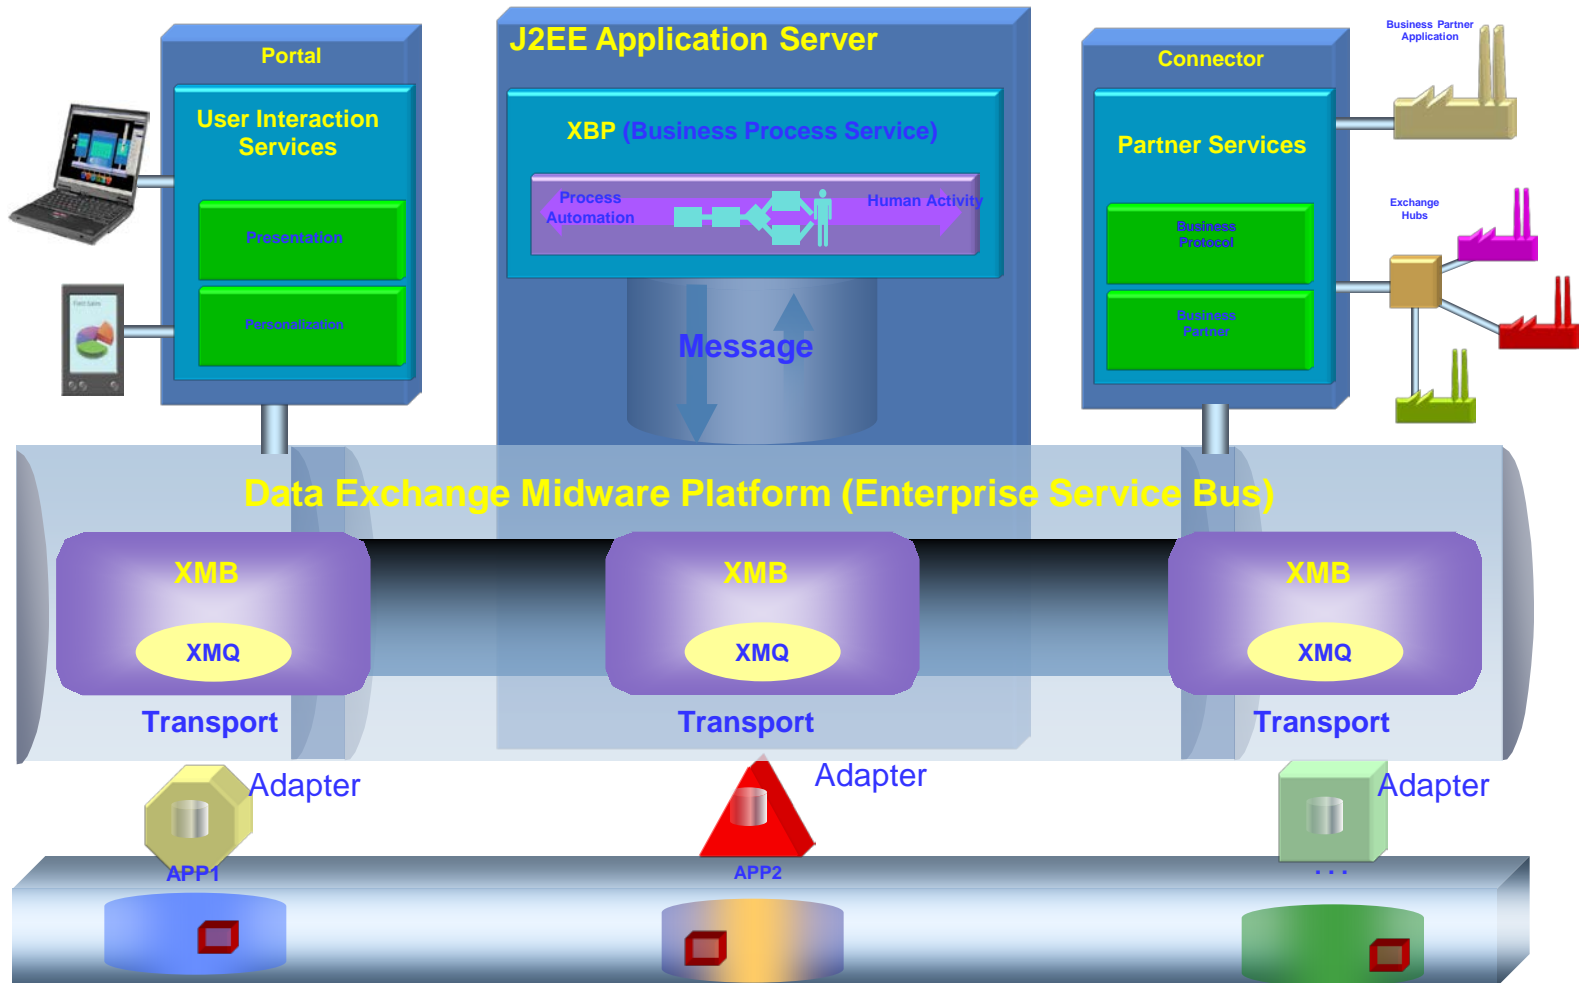 Portal
User Interaction
Services
Presentation
Personalization
Field Sales
J2EE Application Server
XBP (Business Process Service)
Process
Automation
Human Activity
Message
Connector
Partner Services
Business
Protocol
Business
Partner
Business Partner
Application
Exchange
Hubs
Data Exchange Midware Platform (Enterprise Service Bus)
XMB
XMQ
Transport
XMB
XMQ
Transport
XMB
XMQ
Transport
Adapter
Adapter
Adapter
APP1
APP2
. . .